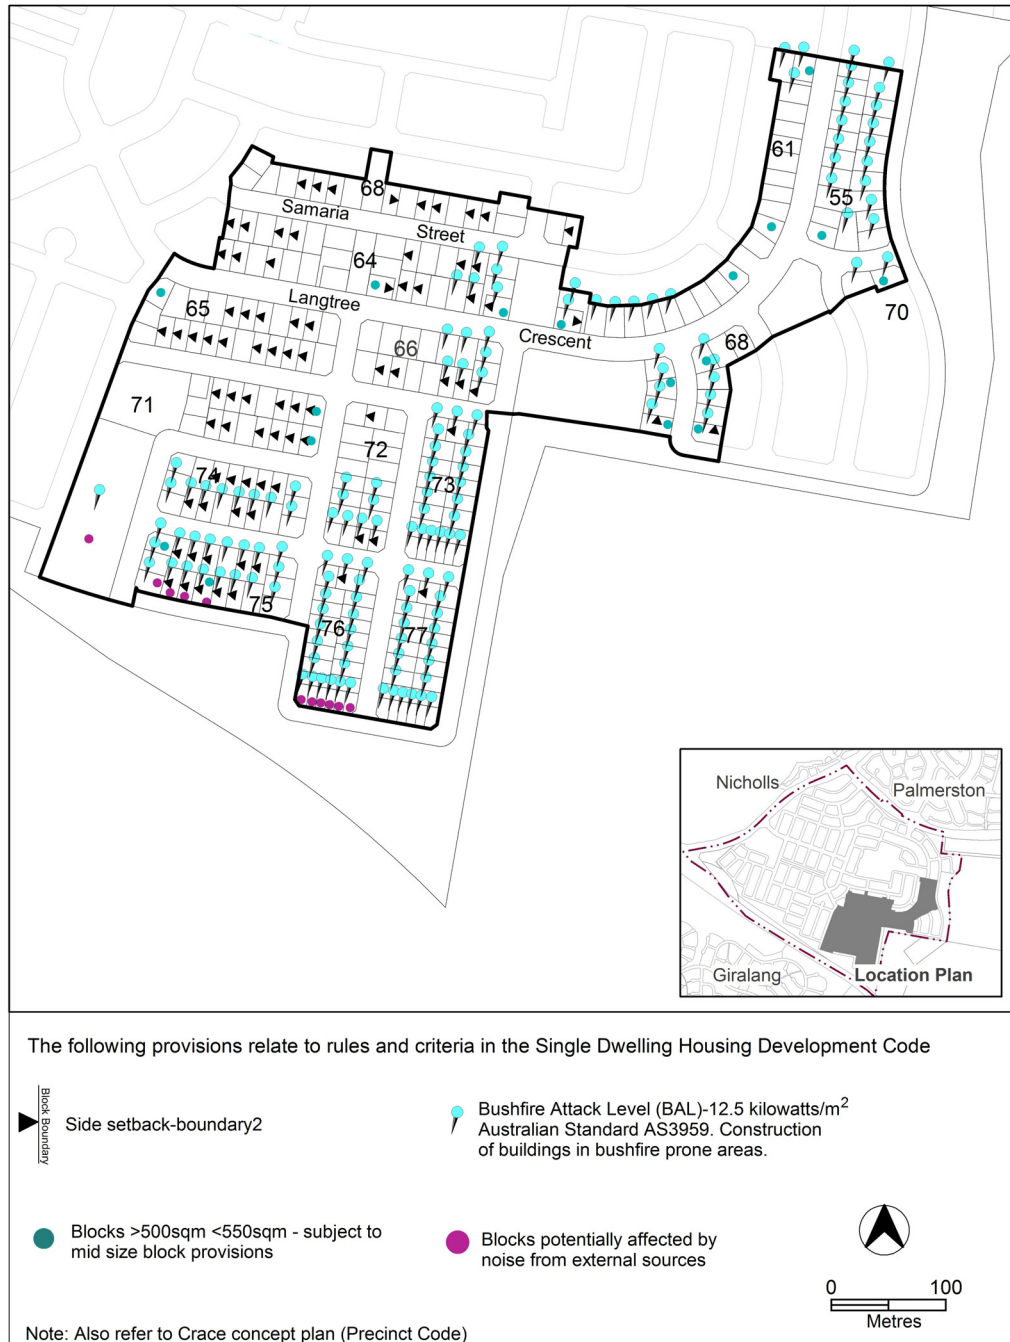 61
55
68
Samaria
Street
64
70
Langtree
65
Crescent
68
66
71
72
74
73
75
76
77
Nicholls
Palmerston
Giralang
Location Plan
The following provisions relate to rules and criteria in the Single Dwelling Housing Development Code
Block Boundary
Side setback-boundary2
Bushfire Attack Level (BAL)-12.5 kilowatts/m²
Australian Standard AS3959. Construction
of buildings in bushfire prone areas.
Blocks >500sqm <550sqm - subject to
mid size block provisions
Blocks potentially affected by
noise from external sources
0 100
Metres
Note: Also refer to Crace concept plan (Precinct Code)